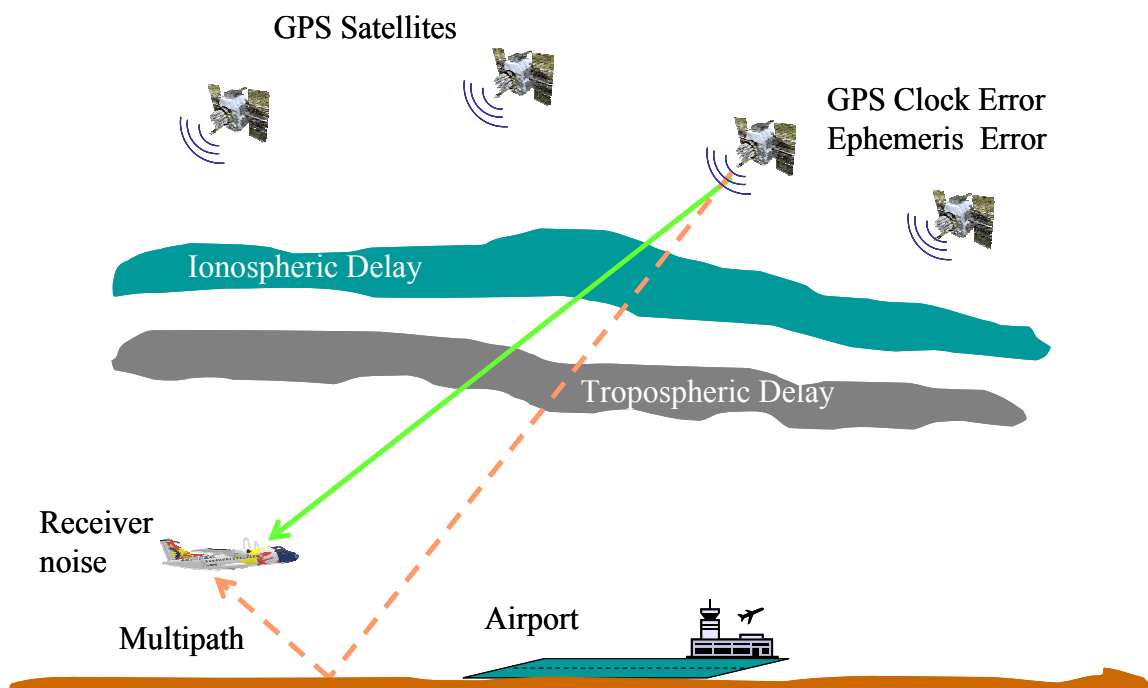 GPS Satellites
GPS Clock Error
Ephemeris Error
Ionospheric Delay
Tropospheric Delay
Receiver
noise
Multipath
Airport